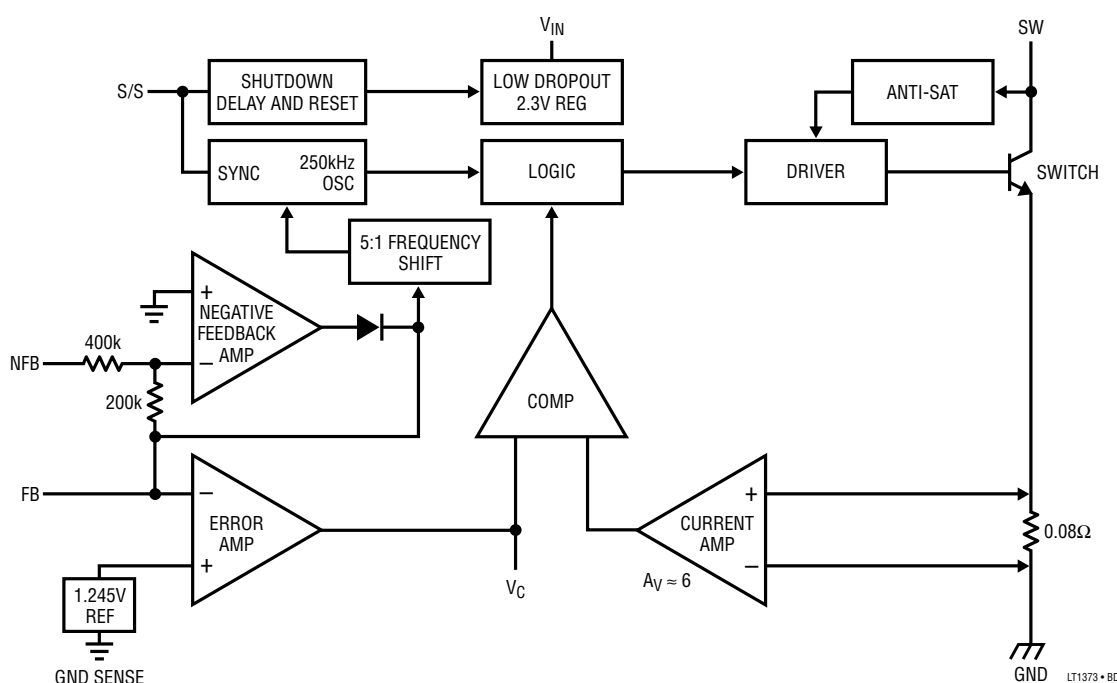 V_IN
SW
S/S
SHUTDOWN
DELAY AND RESET
LOW DROPOUT
2.3V REG
ANTI-SAT
SYNC
250kHz
OSC
LOGIC
DRIVER
SWITCH
5:1 FREQUENCY
SHIFT
+
NEGATIVE
FEEDBACK
AMP
–
NFB
400k
200k
COMP
FB
–
ERROR
AMP
+
+
CURRENT
AMP
–
A_V ≈ 6
0.08Ω
1.245V
REF
V_C
GND SENSE
GND
LT1373 • BD